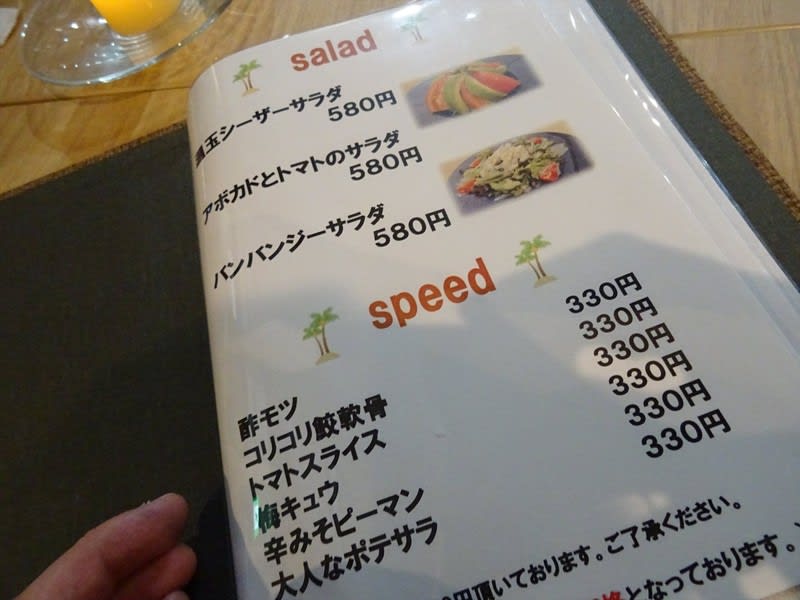 salad
温玉シーザーサラダ 580円
アボカドとトマトのサラダ 580円
バンバンジーサラダ 580円
speed
酢モツ 330円
コリコリ鮫軟骨 330円
トマトスライス 330円
梅キュウ 330円
辛みそピーマン 330円
大人なポテサラ 330円
0円頂いております。ご了承ください。
となっております。